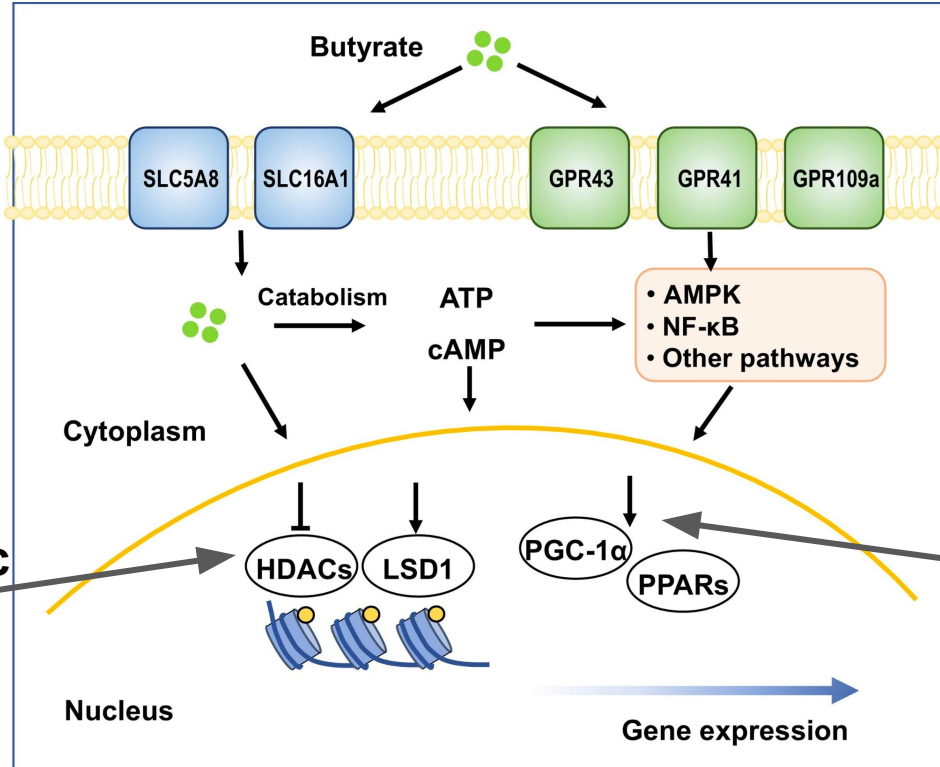 Butyrate
SLC5A8
SLC16A1
GPR43
GPR41
GPR109a
Catabolism
ATP
cAMP
• AMPK
• NF-κB
• Other pathways
Cytoplasm
HDACs
LSD1
PGC-1α
PPARs
Nucleus
Gene expression